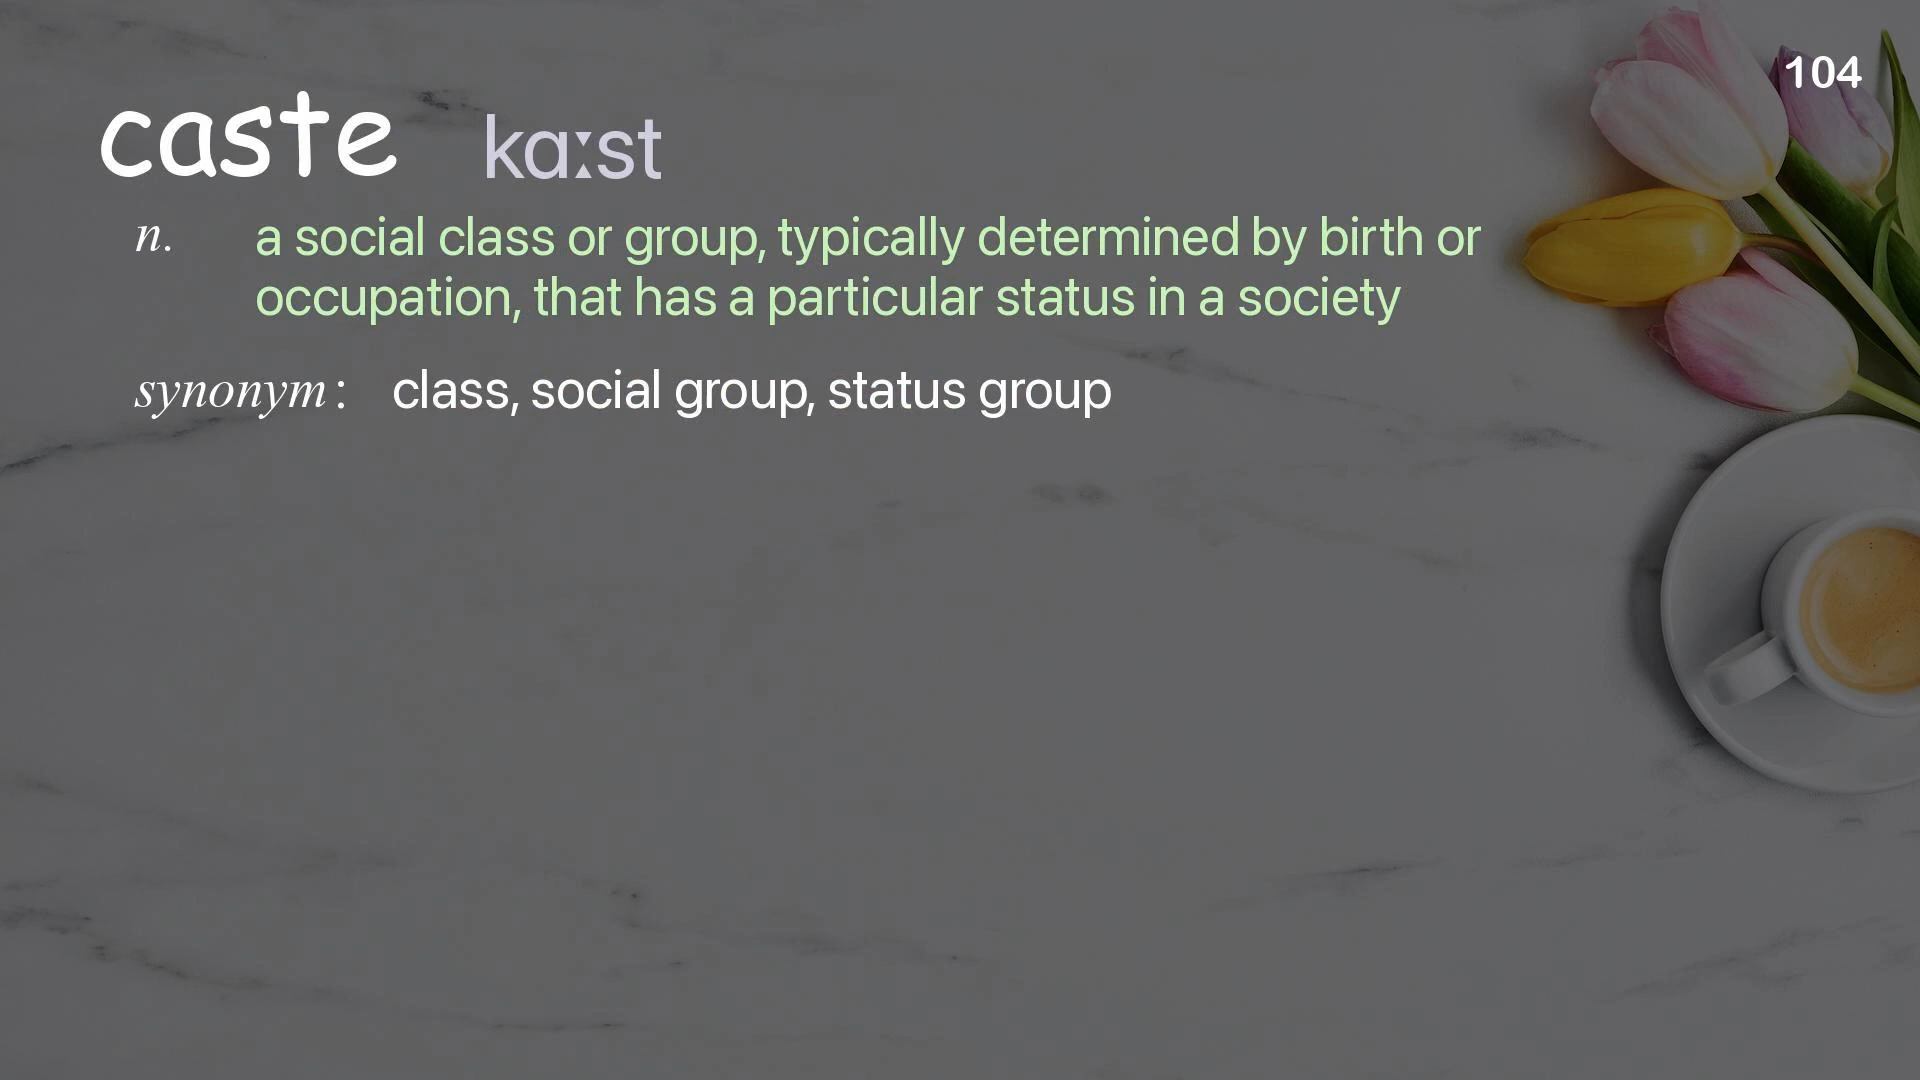 104
caste kɑːst
n. a social class or group, typically determined by birth or
occupation, that has a particular status in a society
synonym: class, social group, status group